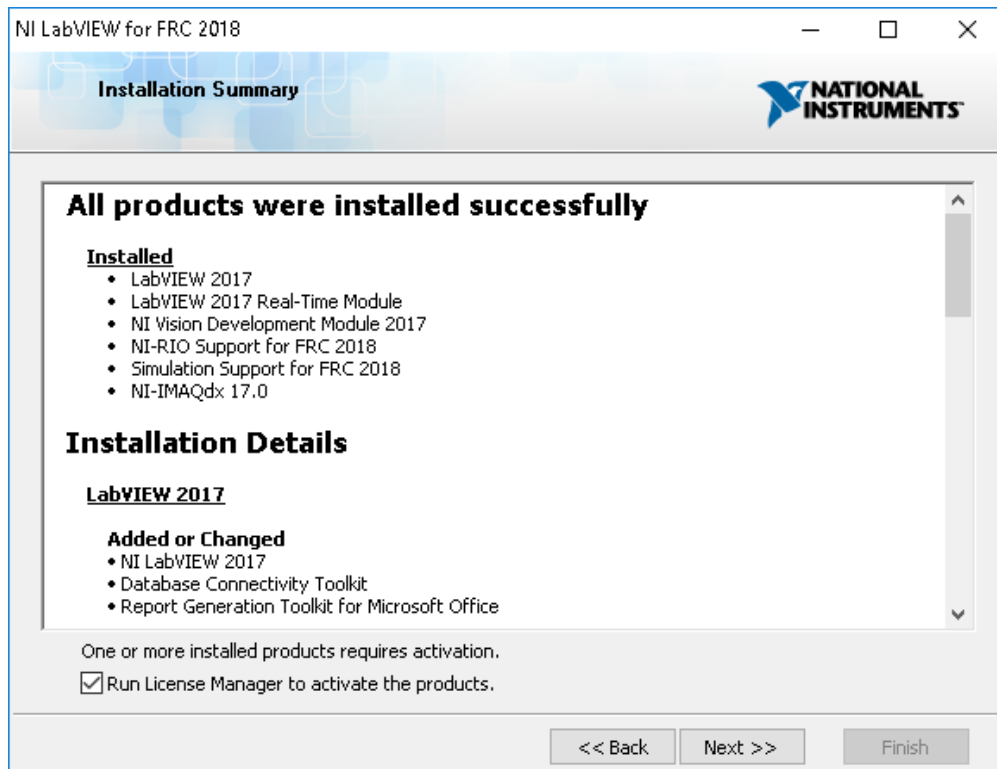 NI LabVIEW for FRC 2018
Installation Summary
NATIONAL
INSTRUMENTS™
All products were installed successfully
Installed
• LabVIEW 2017
• LabVIEW 2017 Real-Time Module
• NI Vision Development Module 2017
• NI-RIO Support for FRC 2018
• Simulation Support for FRC 2018
• NI-IMAQdx 17.0
Installation Details
LabVIEW 2017
Added or Changed
• NI LabVIEW 2017
• Database Connectivity Toolkit
• Report Generation Toolkit for Microsoft Office
One or more installed products requires activation.
Run License Manager to activate the products.
<< Back
Next >>
Finish